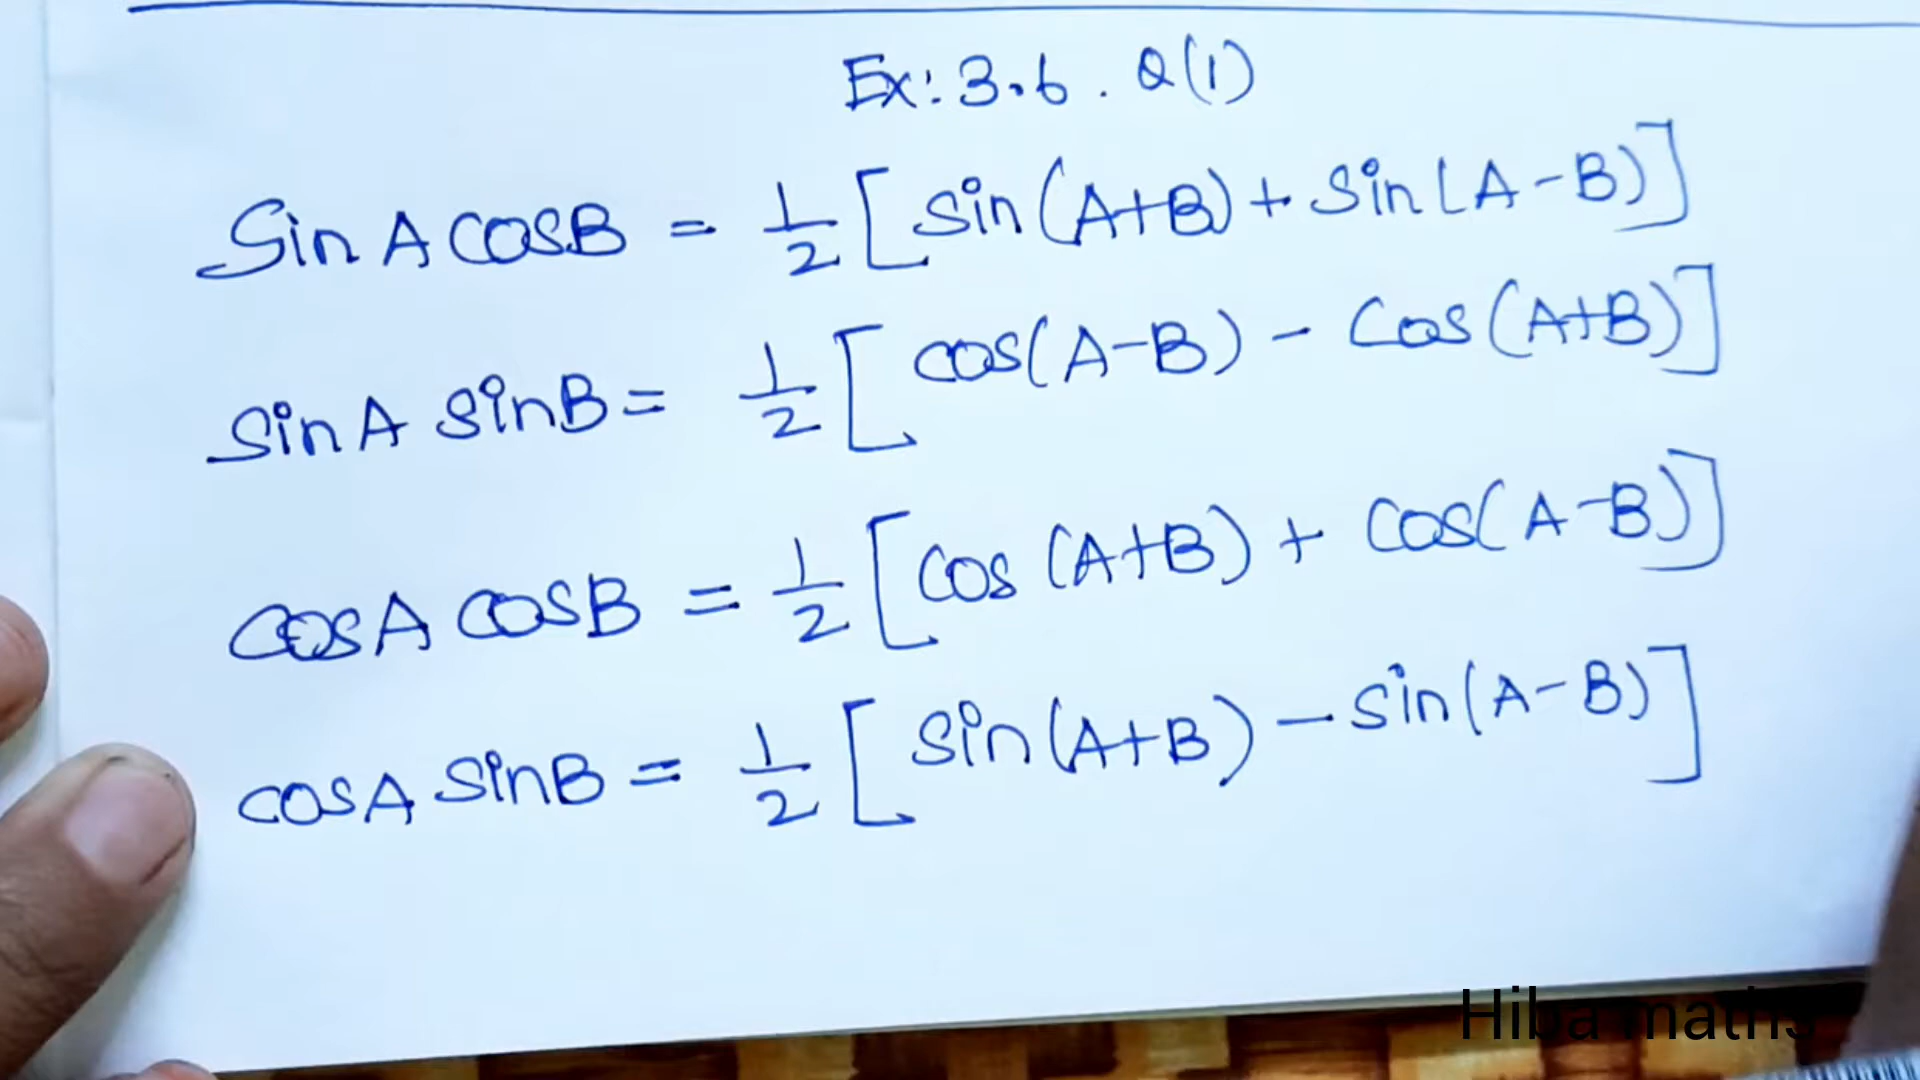 Ex: 3.6. Q(1)
Sin A cosB = 1/2 [sin(A+B) + Sin(A-B)]
Sin A SinB = 1/2 [cos(A-B) - Cos(A+B)]
cosA cosB = 1/2 [cos (A+B) + cos(A-B)]
cosA SinB = 1/2 [Sin(A+B) - Sin(A-B)]
Hiba maths